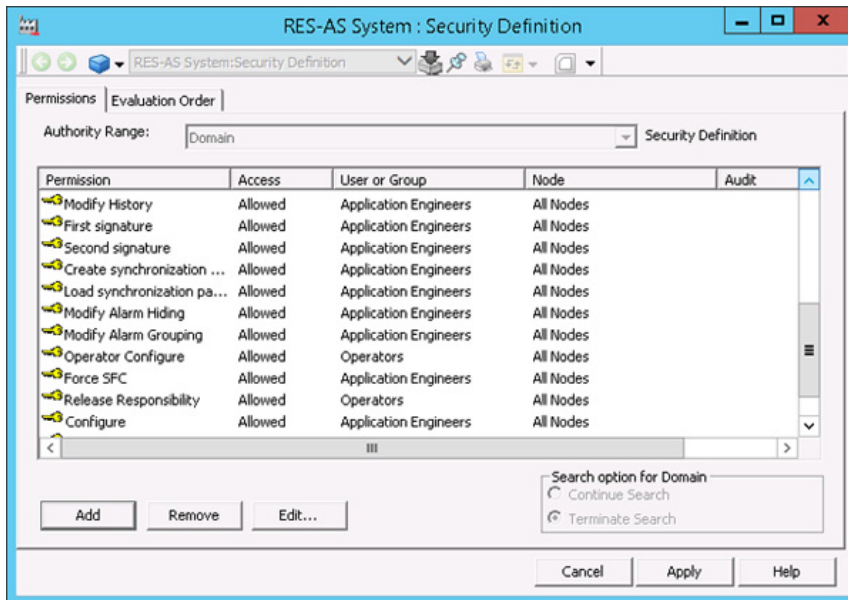 RES-AS System : Security Definition
RES-AS System:Security Definition
Permissions Evaluation Order
Authority Range: Domain Security Definition
Permission Access User or Group Node Audit
Modify History Allowed Application Engineers All Nodes
First signature Allowed Application Engineers All Nodes
Second signature Allowed Application Engineers All Nodes
Create synchronization ... Allowed Application Engineers All Nodes
Load synchronization pa... Allowed Application Engineers All Nodes
Modify Alarm Hiding Allowed Application Engineers All Nodes
Modify Alarm Grouping Allowed Application Engineers All Nodes
Operator Configure Allowed Operators All Nodes
Force SFC Allowed Application Engineers All Nodes
Release Responsibility Allowed Operators All Nodes
Configure Allowed Application Engineers All Nodes
Search option for Domain
Continue Search
Terminate Search
Add Remove Edit...
Cancel Apply Help